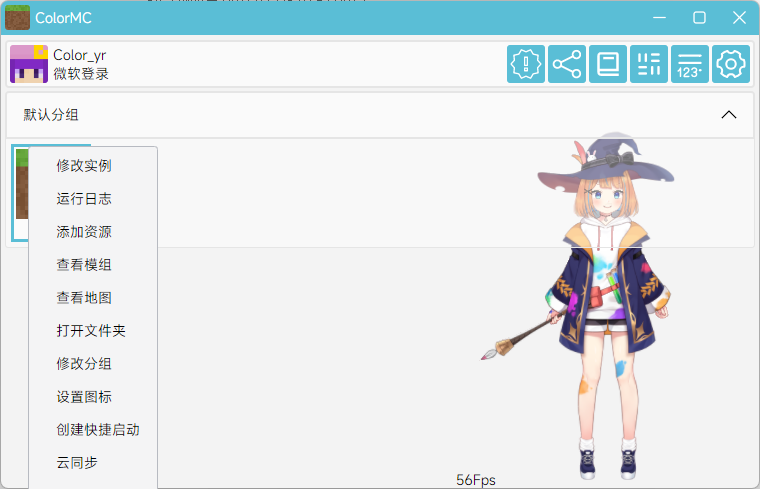 ColorMC
Color_yr
微软登录
123
默认分组
修改实例
运行日志
添加资源
查看模组
查看地图
打开文件夹
修改分组
设置图标
创建快捷启动
云同步
56Fps